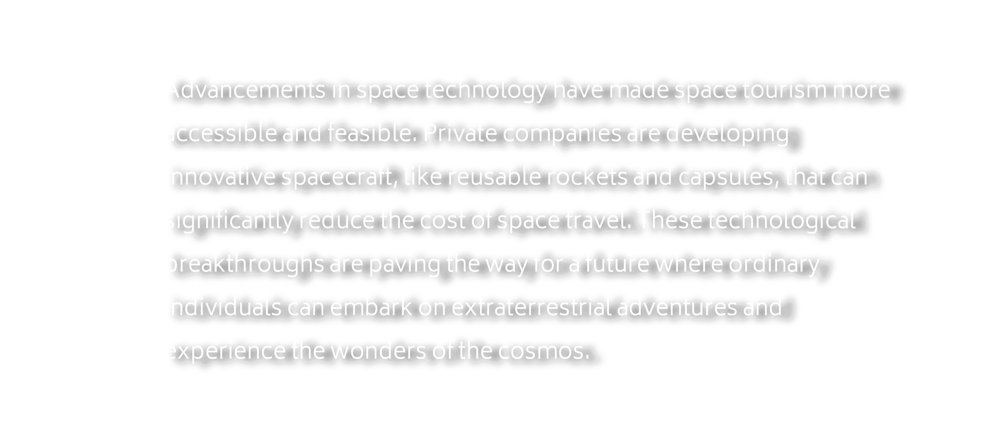 Advancements in space technology have made space tourism more
accessible and feasible. Private companies are developing
innovative spacecraft, like reusable rockets and capsules, that can
significantly reduce the cost of space travel. These technological
breakthroughs are paving the way for a future where ordinary
individuals can embark on extraterrestrial adventures and
experience the wonders of the cosmos.